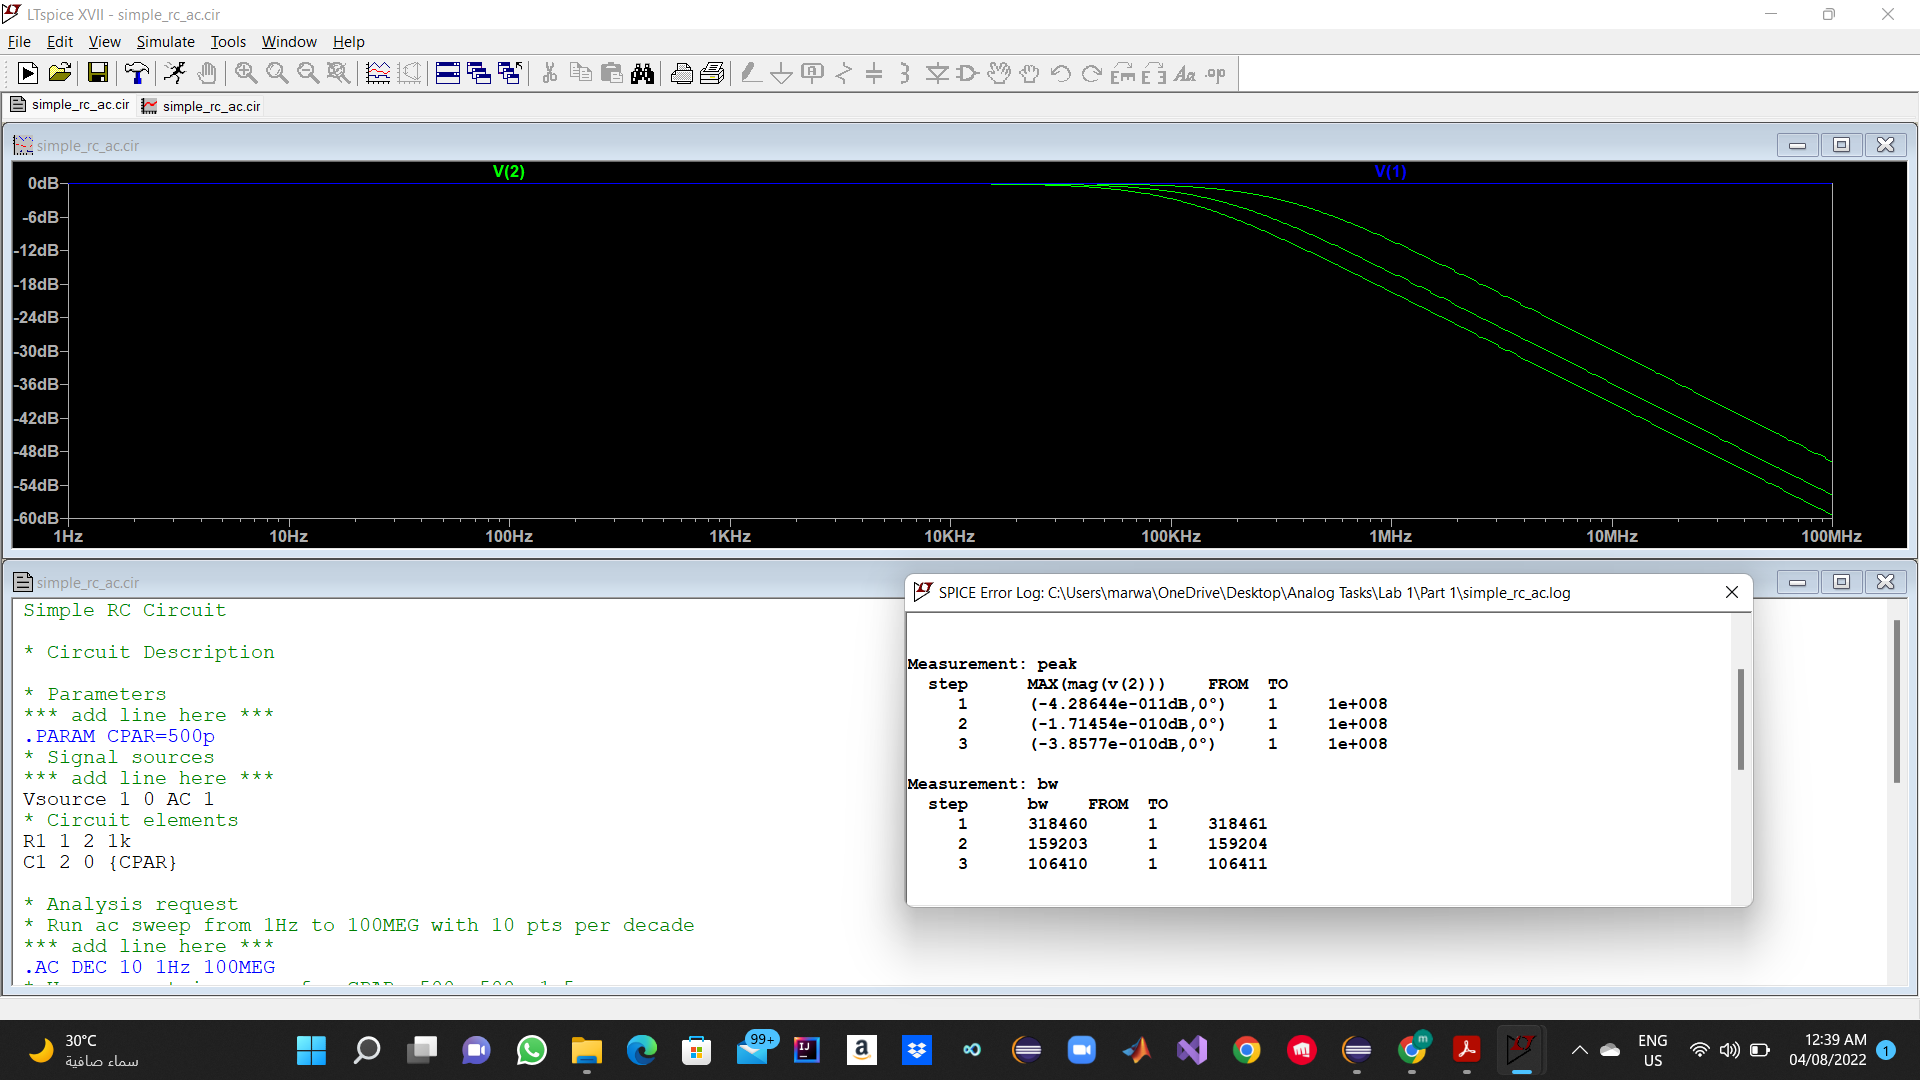 LTspice XVII - simple_rc_ac.cir
File Edit View Simulate Tools Window Help
simple_rc_ac.cir simple_rc_ac.cir
simple_rc_ac.cir
V(2) V(1)
0dB
-6dB
-12dB
-18dB
-24dB
-30dB
-36dB
-42dB
-48dB
-54dB
-60dB
1Hz 10Hz 100Hz 1KHz 10KHz 100KHz 1MHz 10MHz 100MHz
simple_rc_ac.cir
Simple RC Circuit
* Circuit Description
* Parameters
*** add line here ***
.PARAM CPAR=500p
* Signal sources
*** add line here ***
Vsource 1 0 AC 1
* Circuit elements
R1 1 2 1k
C1 2 0 {CPAR}
* Analysis request
* Run ac sweep from 1Hz to 100MEG with 10 pts per decade
*** add line here ***
.AC DEC 10 1Hz 100MEG
SPICE Error Log: C:\Users\marwa\OneDrive\Desktop\Analog Tasks\Lab 1\Part 1\simple_rc_ac.log
Measurement: peak
step MAX(mag(v(2))) FROM TO
1 (-4.28644e-011dB,0°) 1 1e+008
2 (-1.71454e-010dB,0°) 1 1e+008
3 (-3.8577e-010dB,0°) 1 1e+008
Measurement: bw
step bw FROM TO
1 318460 1 318461
2 159203 1 159204
3 106410 1 106411
30°C
سماء صافية
99+
ENG
US
12:39 AM
04/08/2022
1